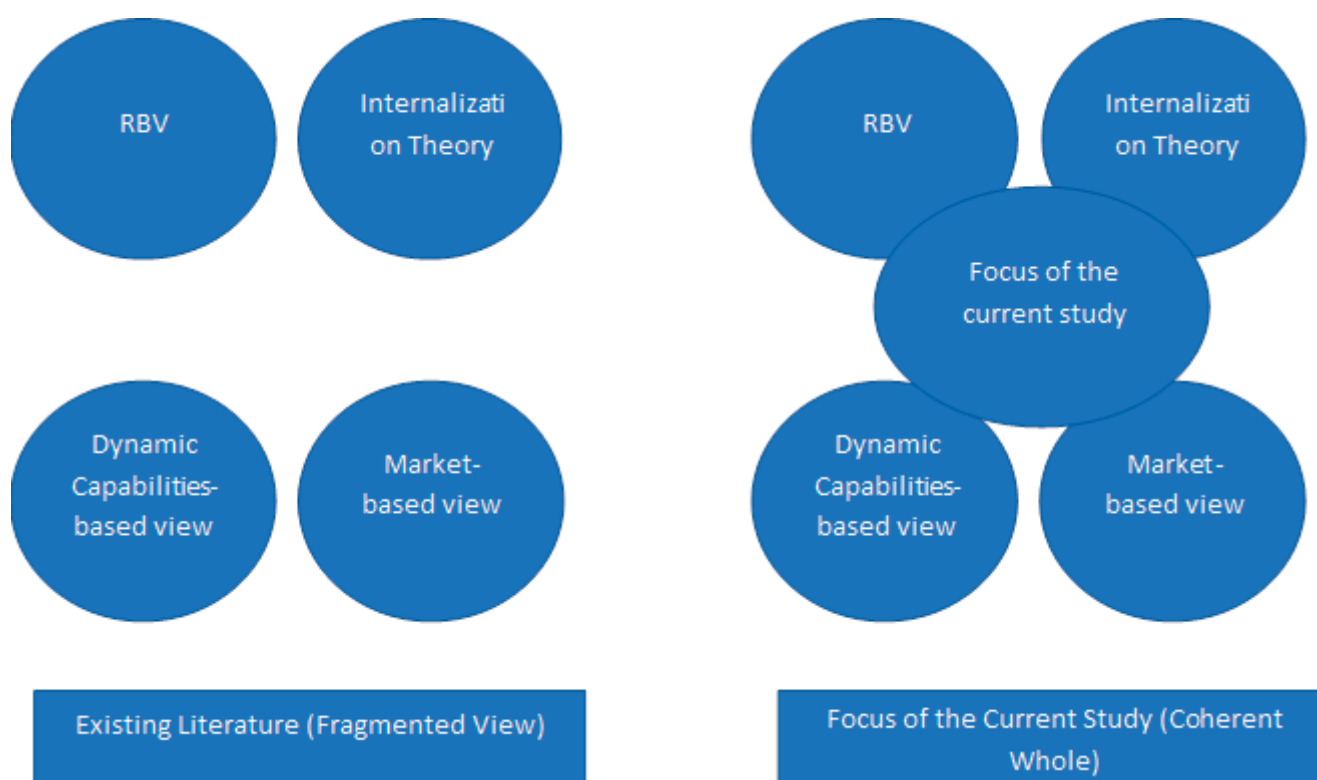 RBV
Internalizati
on Theory
Dynamic
Capabilities-
based view
Market-
based view
Existing Literature (Fragmented View)
RBV
Internalizati
on Theory
Focus of the
current study
Dynamic
Capabilities-
based view
Market-
based view
Focus of the Current Study (Coherent
Whole)